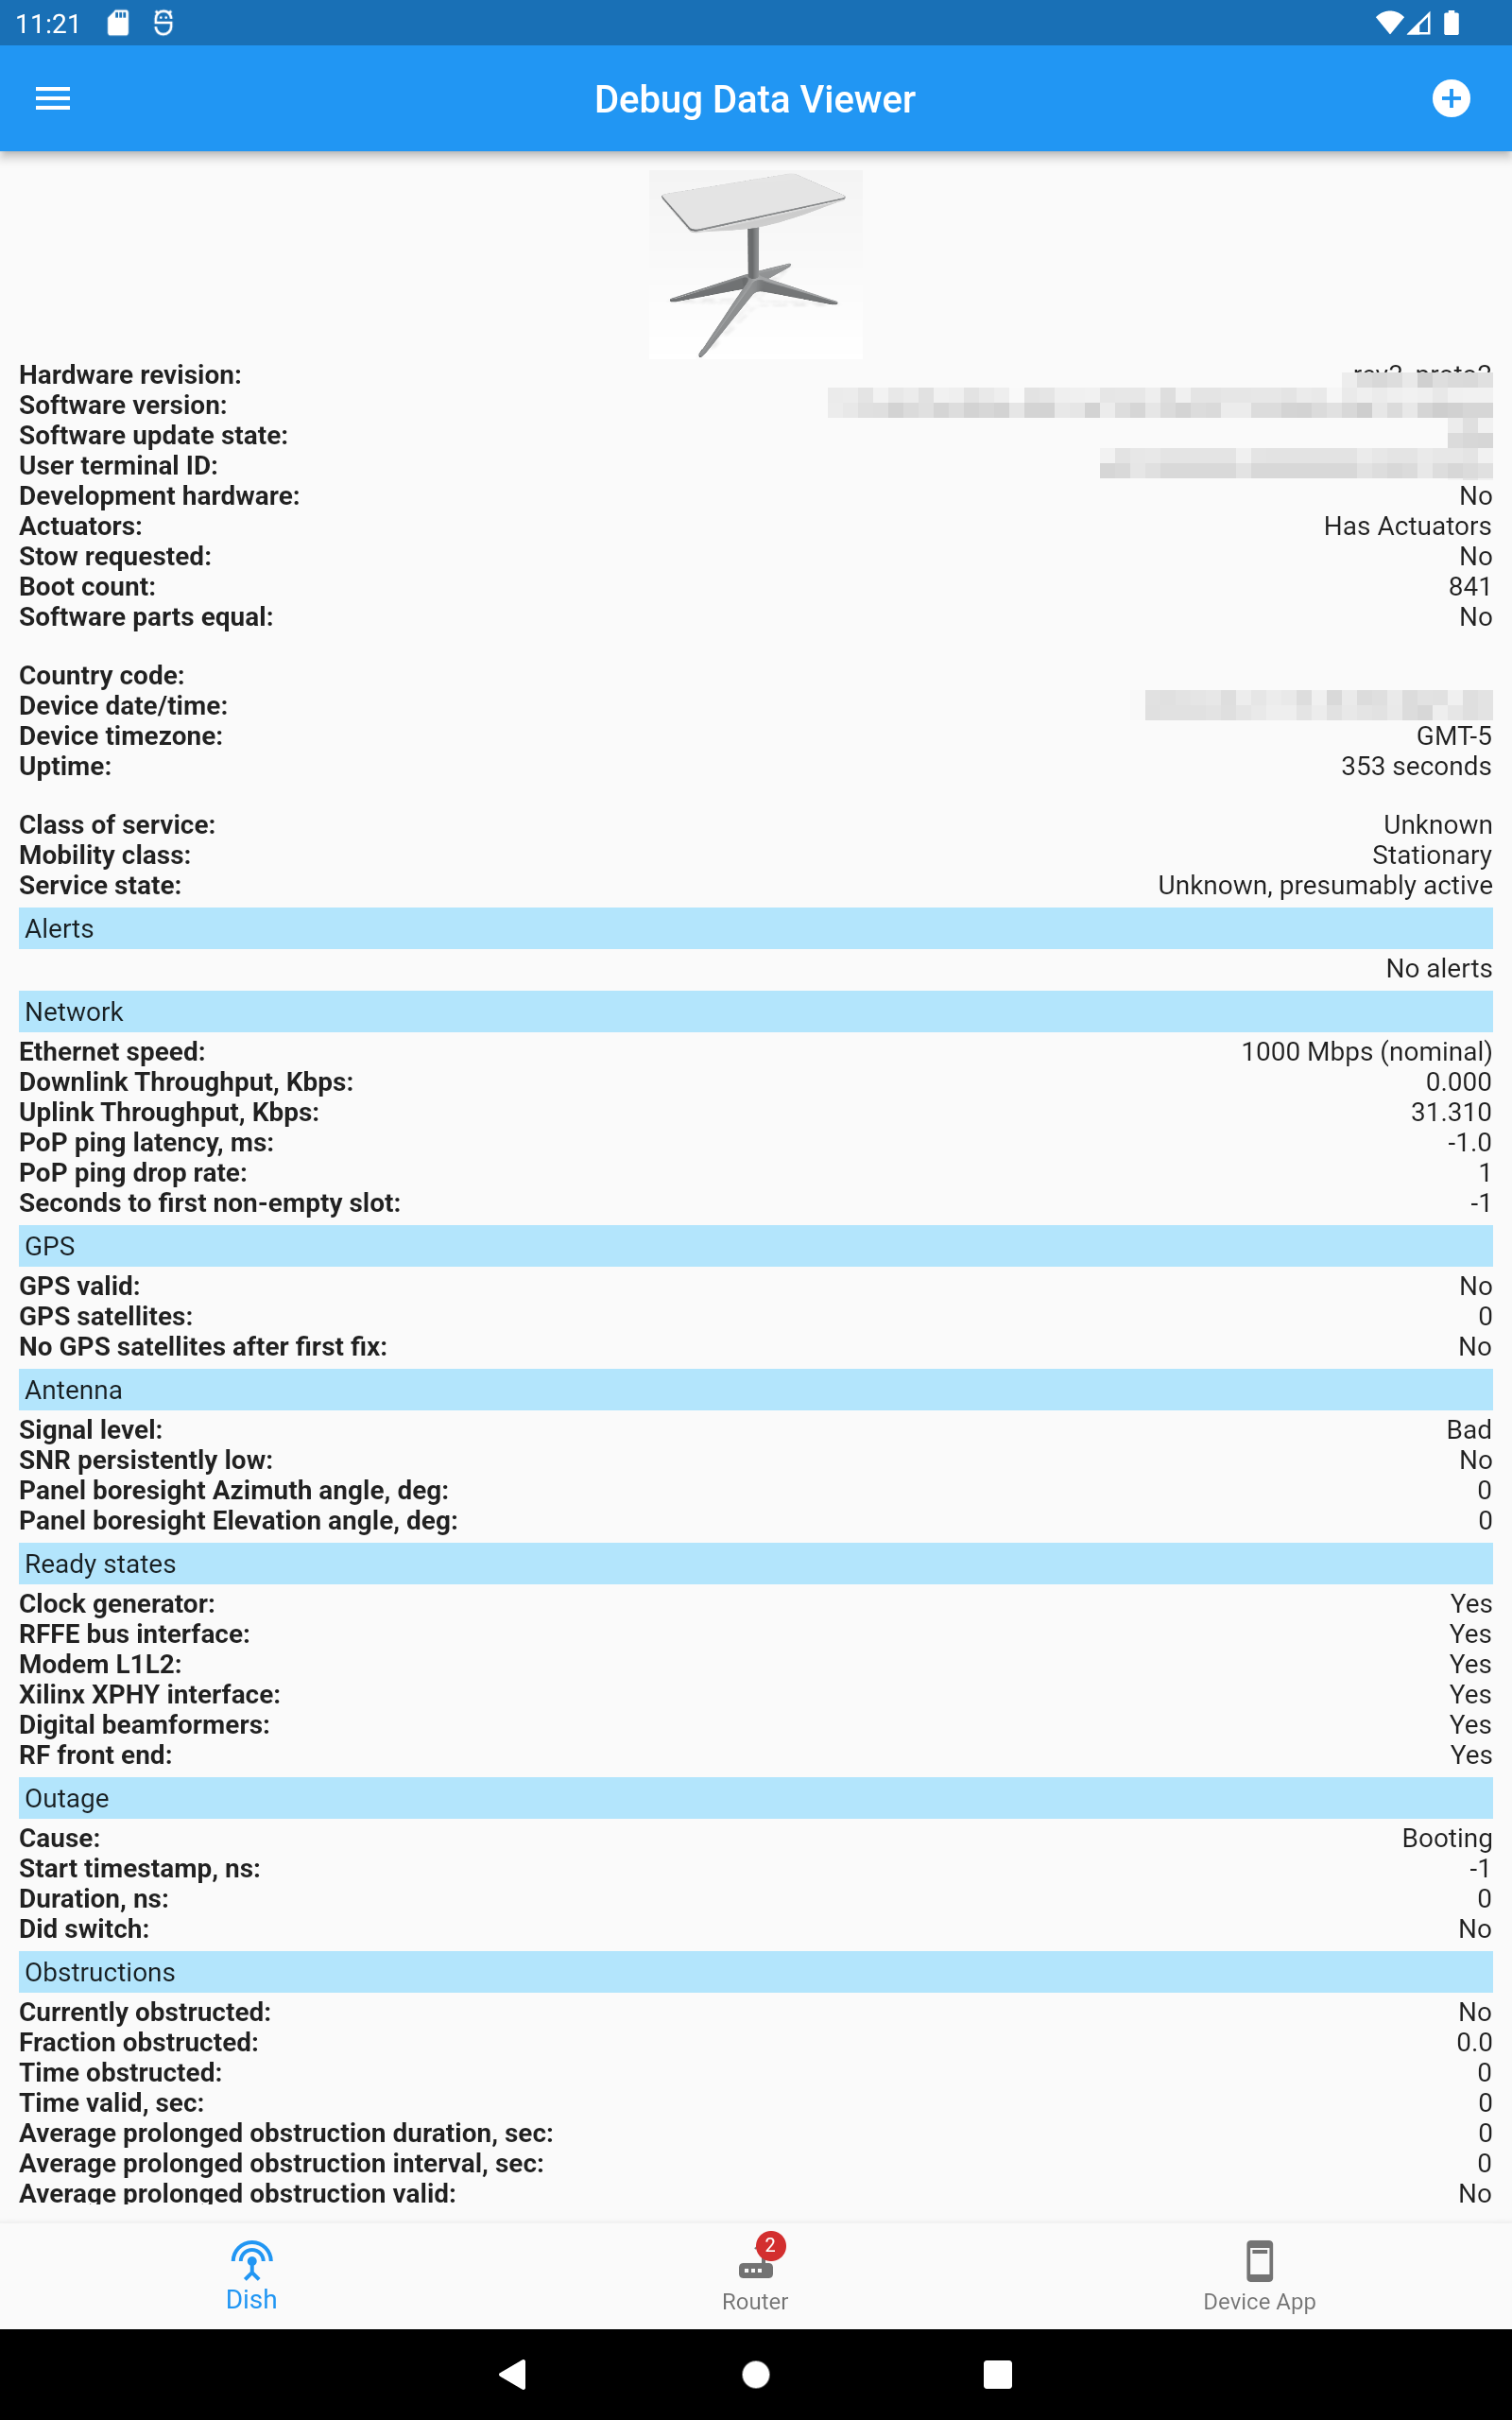 11:21
Debug Data Viewer
Hardware revision:
Software version:
Software update state:
User terminal ID:
Development hardware: No
Actuators: Has Actuators
Stow requested: No
Boot count: 841
Software parts equal: No
Country code:
Device date/time:
Device timezone: GMT-5
Uptime: 353 seconds
Class of service: Unknown
Mobility class: Stationary
Service state: Unknown, presumably active
Alerts
No alerts
Network
Ethernet speed: 1000 Mbps (nominal)
Downlink Throughput, Kbps: 0.000
Uplink Throughput, Kbps: 31.310
PoP ping latency, ms: -1.0
PoP ping drop rate: 1
Seconds to first non-empty slot: -1
GPS
GPS valid: No
GPS satellites: 0
No GPS satellites after first fix: No
Antenna
Signal level: Bad
SNR persistently low: No
Panel boresight Azimuth angle, deg: 0
Panel boresight Elevation angle, deg: 0
Ready states
Clock generator: Yes
RFFE bus interface: Yes
Modem L1L2: Yes
Xilinx XPHY interface: Yes
Digital beamformers: Yes
RF front end: Yes
Outage
Cause: Booting
Start timestamp, ns: -1
Duration, ns: 0
Did switch: No
Obstructions
Currently obstructed: No
Fraction obstructed: 0.0
Time obstructed: 0
Time valid, sec: 0
Average prolonged obstruction duration, sec: 0
Average prolonged obstruction interval, sec: 0
Average prolonged obstruction valid: No
2
Dish Router Device App